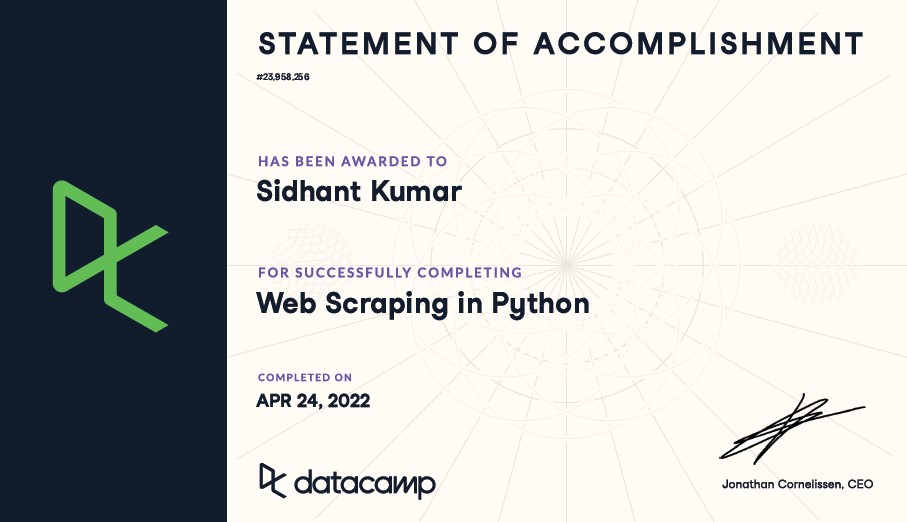 STATEMENT OF ACCOMPLISHMENT
#23,958,256
HAS BEEN AWARDED TO
Sidhant Kumar
FOR SUCCESSFULLY COMPLETING
Web Scraping in Python
COMPLETED ON
APR 24, 2022
datacamp
Jonathan Cornelissen, CEO